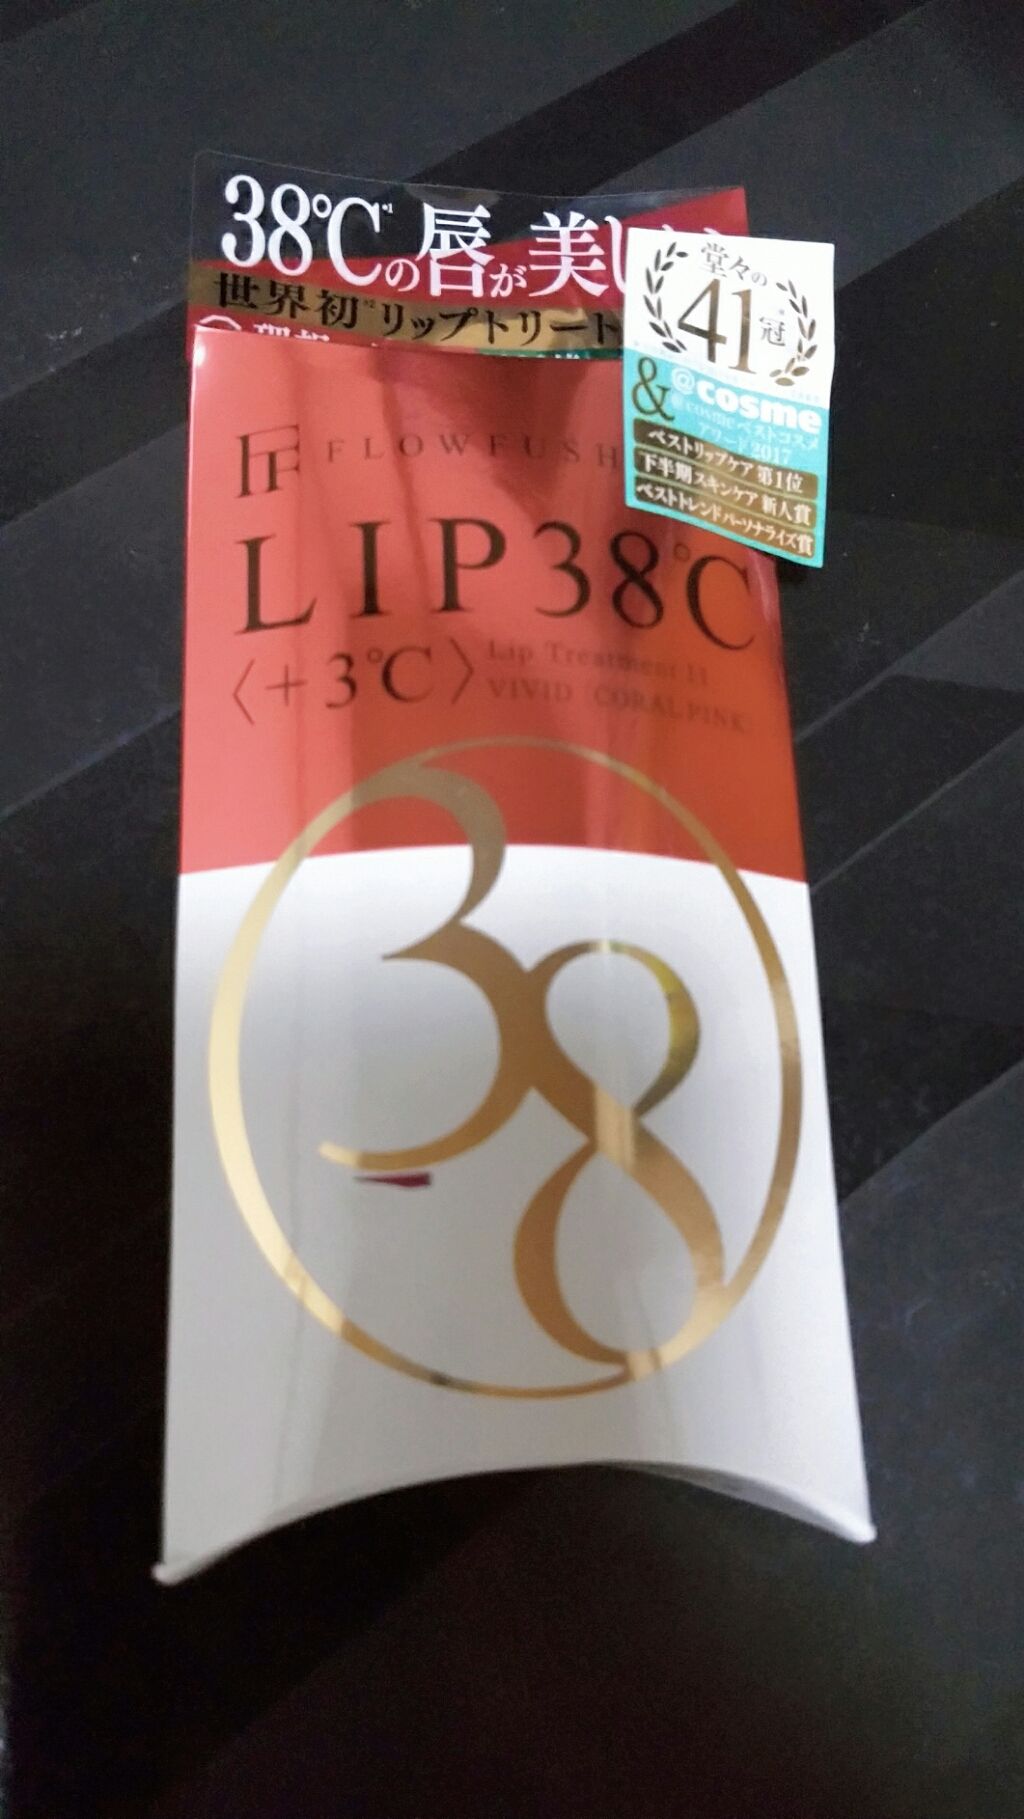 38℃*1の唇が美し
世界初*2リップトリート
堂々の
41冠
& @cosme
@cosmeベストコスメ
アワード2017
ベストリップケア 第1位
下半期スキンケア 新人賞
ベストトレンドパーソナライズ賞
FLOWFUSH
LIP38℃
〈+3℃〉
Lip Treatment
VIVID CORAL PINK
38